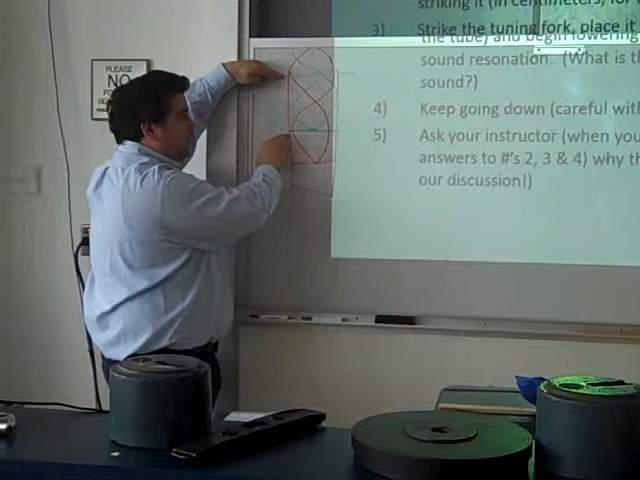 PLEASE
NO
striking it (in centimeters, for
3) Strike the tuning fork, place it
the tube) and begin lowering
sound resonation. (What is th
sound?)
4) Keep going down (careful with
5) Ask your instructor (when you
answers to #'s 2, 3 & 4) why th
our discussion!)